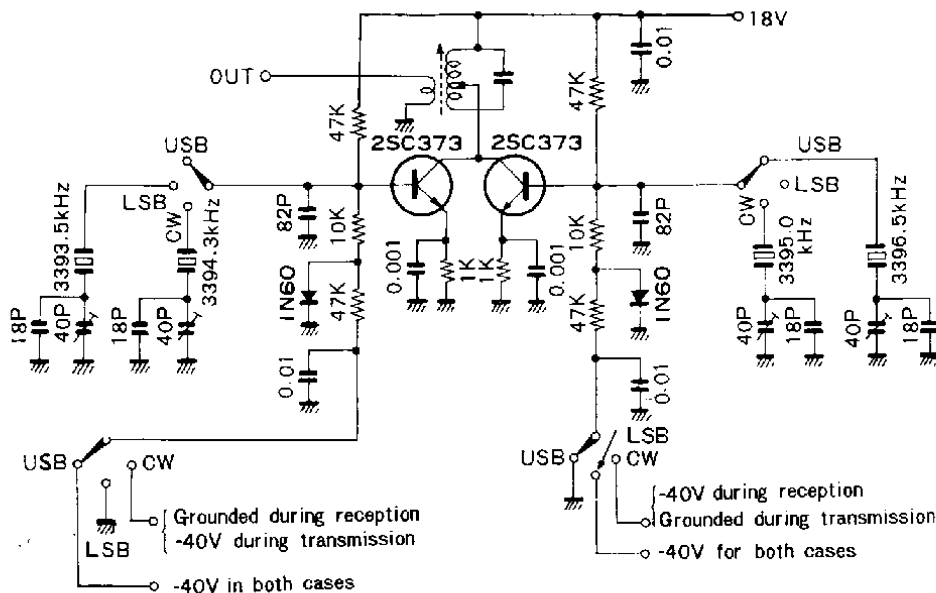 18V
0.01
OUT
47K
47K
2SC373
2SC373
USB
LSB
CW
3393.5kHz
3394.3kHz
82P
10K
0.001
1K
1K
0.001
10K
82P
USB
LSB
CW
3395.0
kHz
3396.5kHz
1N60
47K
47K
1N60
18P
40P
18P
40P
40P
18P
40P
18P
0.01
0.01
USB
CW
LSB
Grounded during reception
-40V during transmission
-40V in both cases
USB
LSB
CW
-40V during reception
Grounded during transmission
-40V for both cases